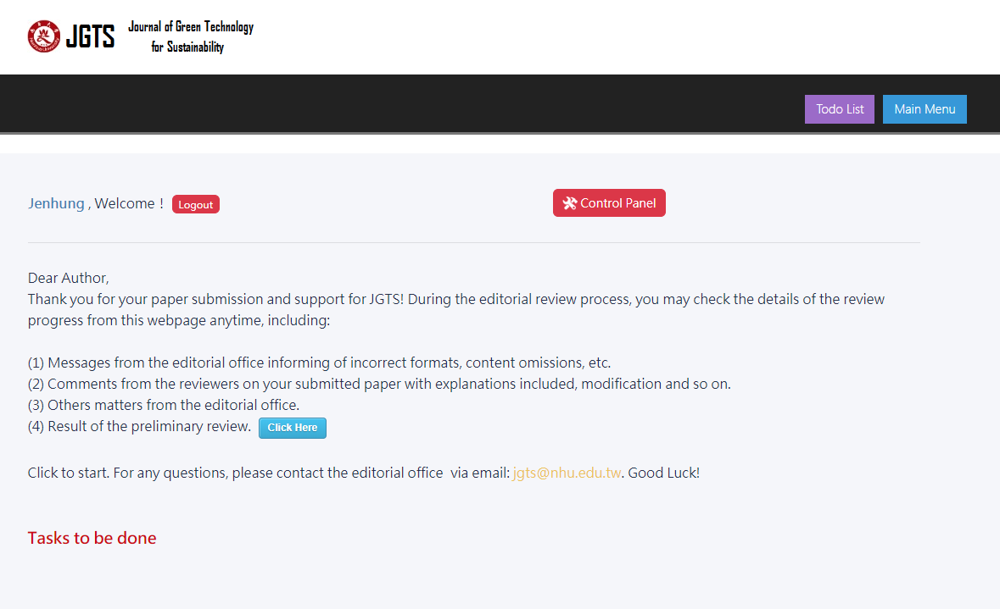 JGTS
Journal of Green Technology
for Sustainability
Todo List
Main Menu
Jenhung , Welcome ! Logout
Control Panel
Dear Author,
Thank you for your paper submission and support for JGTS! During the editorial review process, you may check the details of the review
progress from this webpage anytime, including:
(1) Messages from the editorial office informing of incorrect formats, content omissions, etc.
(2) Comments from the reviewers on your submitted paper with explanations included, modification and so on.
(3) Others matters from the editorial office.
(4) Result of the preliminary review. Click Here
Click to start. For any questions, please contact the editorial office via email: jgts@nhu.edu.tw. Good Luck!
Tasks to be done